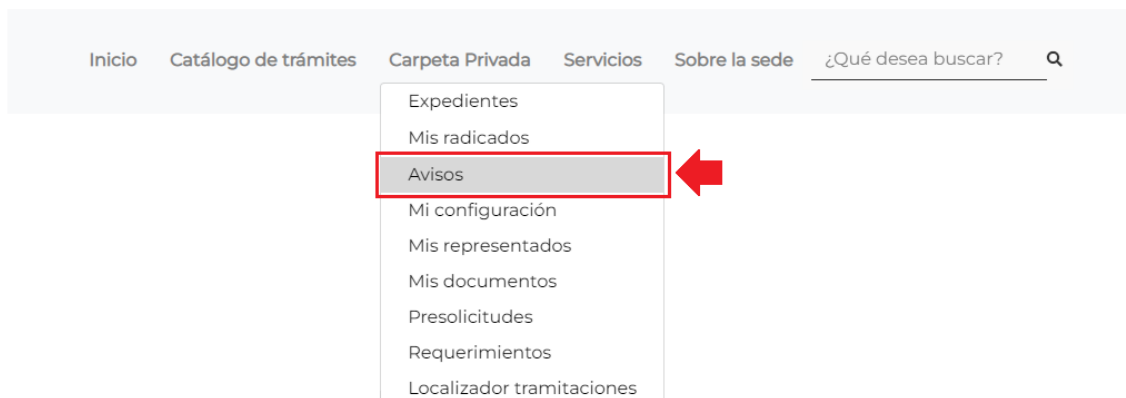 Inicio Catálogo de trámites Carpeta Privada Servicios Sobre la sede ¿Qué desea buscar?
Expedientes
Mis radicados
Avisos
Mi configuración
Mis representados
Mis documentos
Presolicitudes
Requerimientos
Localizador tramitaciones